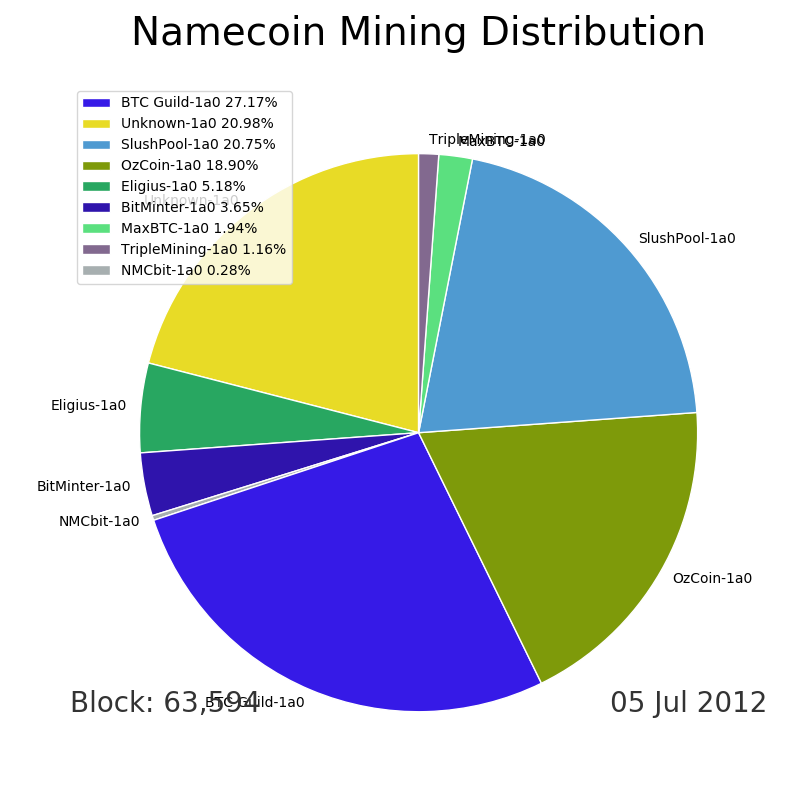 Namecoin Mining Distribution
BTC Guild-1a0 27.17%
Unknown-1a0 20.98%
SlushPool-1a0 20.75%
OzCoin-1a0 18.90%
Eligius-1a0 5.18%
BitMinter-1a0 3.65%
MaxBTC-1a0 1.94%
TripleMining-1a0 1.16%
NMCbit-1a0 0.28%
TripleMining-1a0
MaxBTC-1a0
Unknown-1a0
SlushPool-1a0
Eligius-1a0
BitMinter-1a0
NMCbit-1a0
OzCoin-1a0
BTC Guild-1a0
Block: 63,594
05 Jul 2012